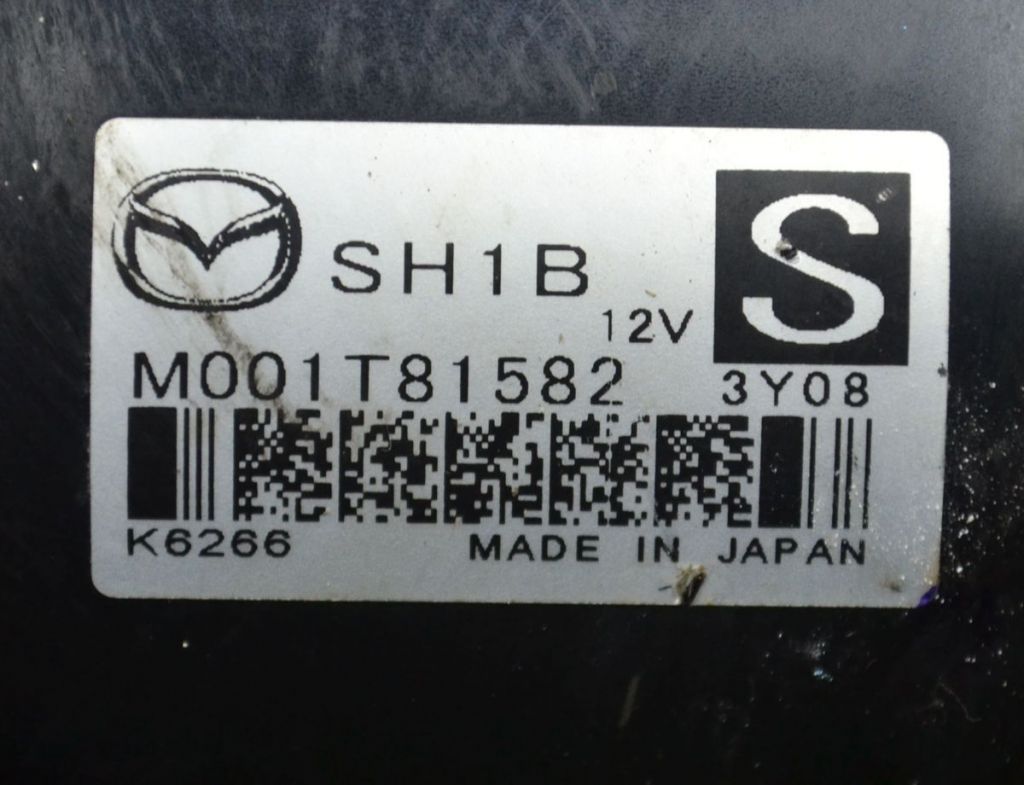 SH1B
S
12V
M001T81582
3Y08
K6266
MADE IN JAPAN